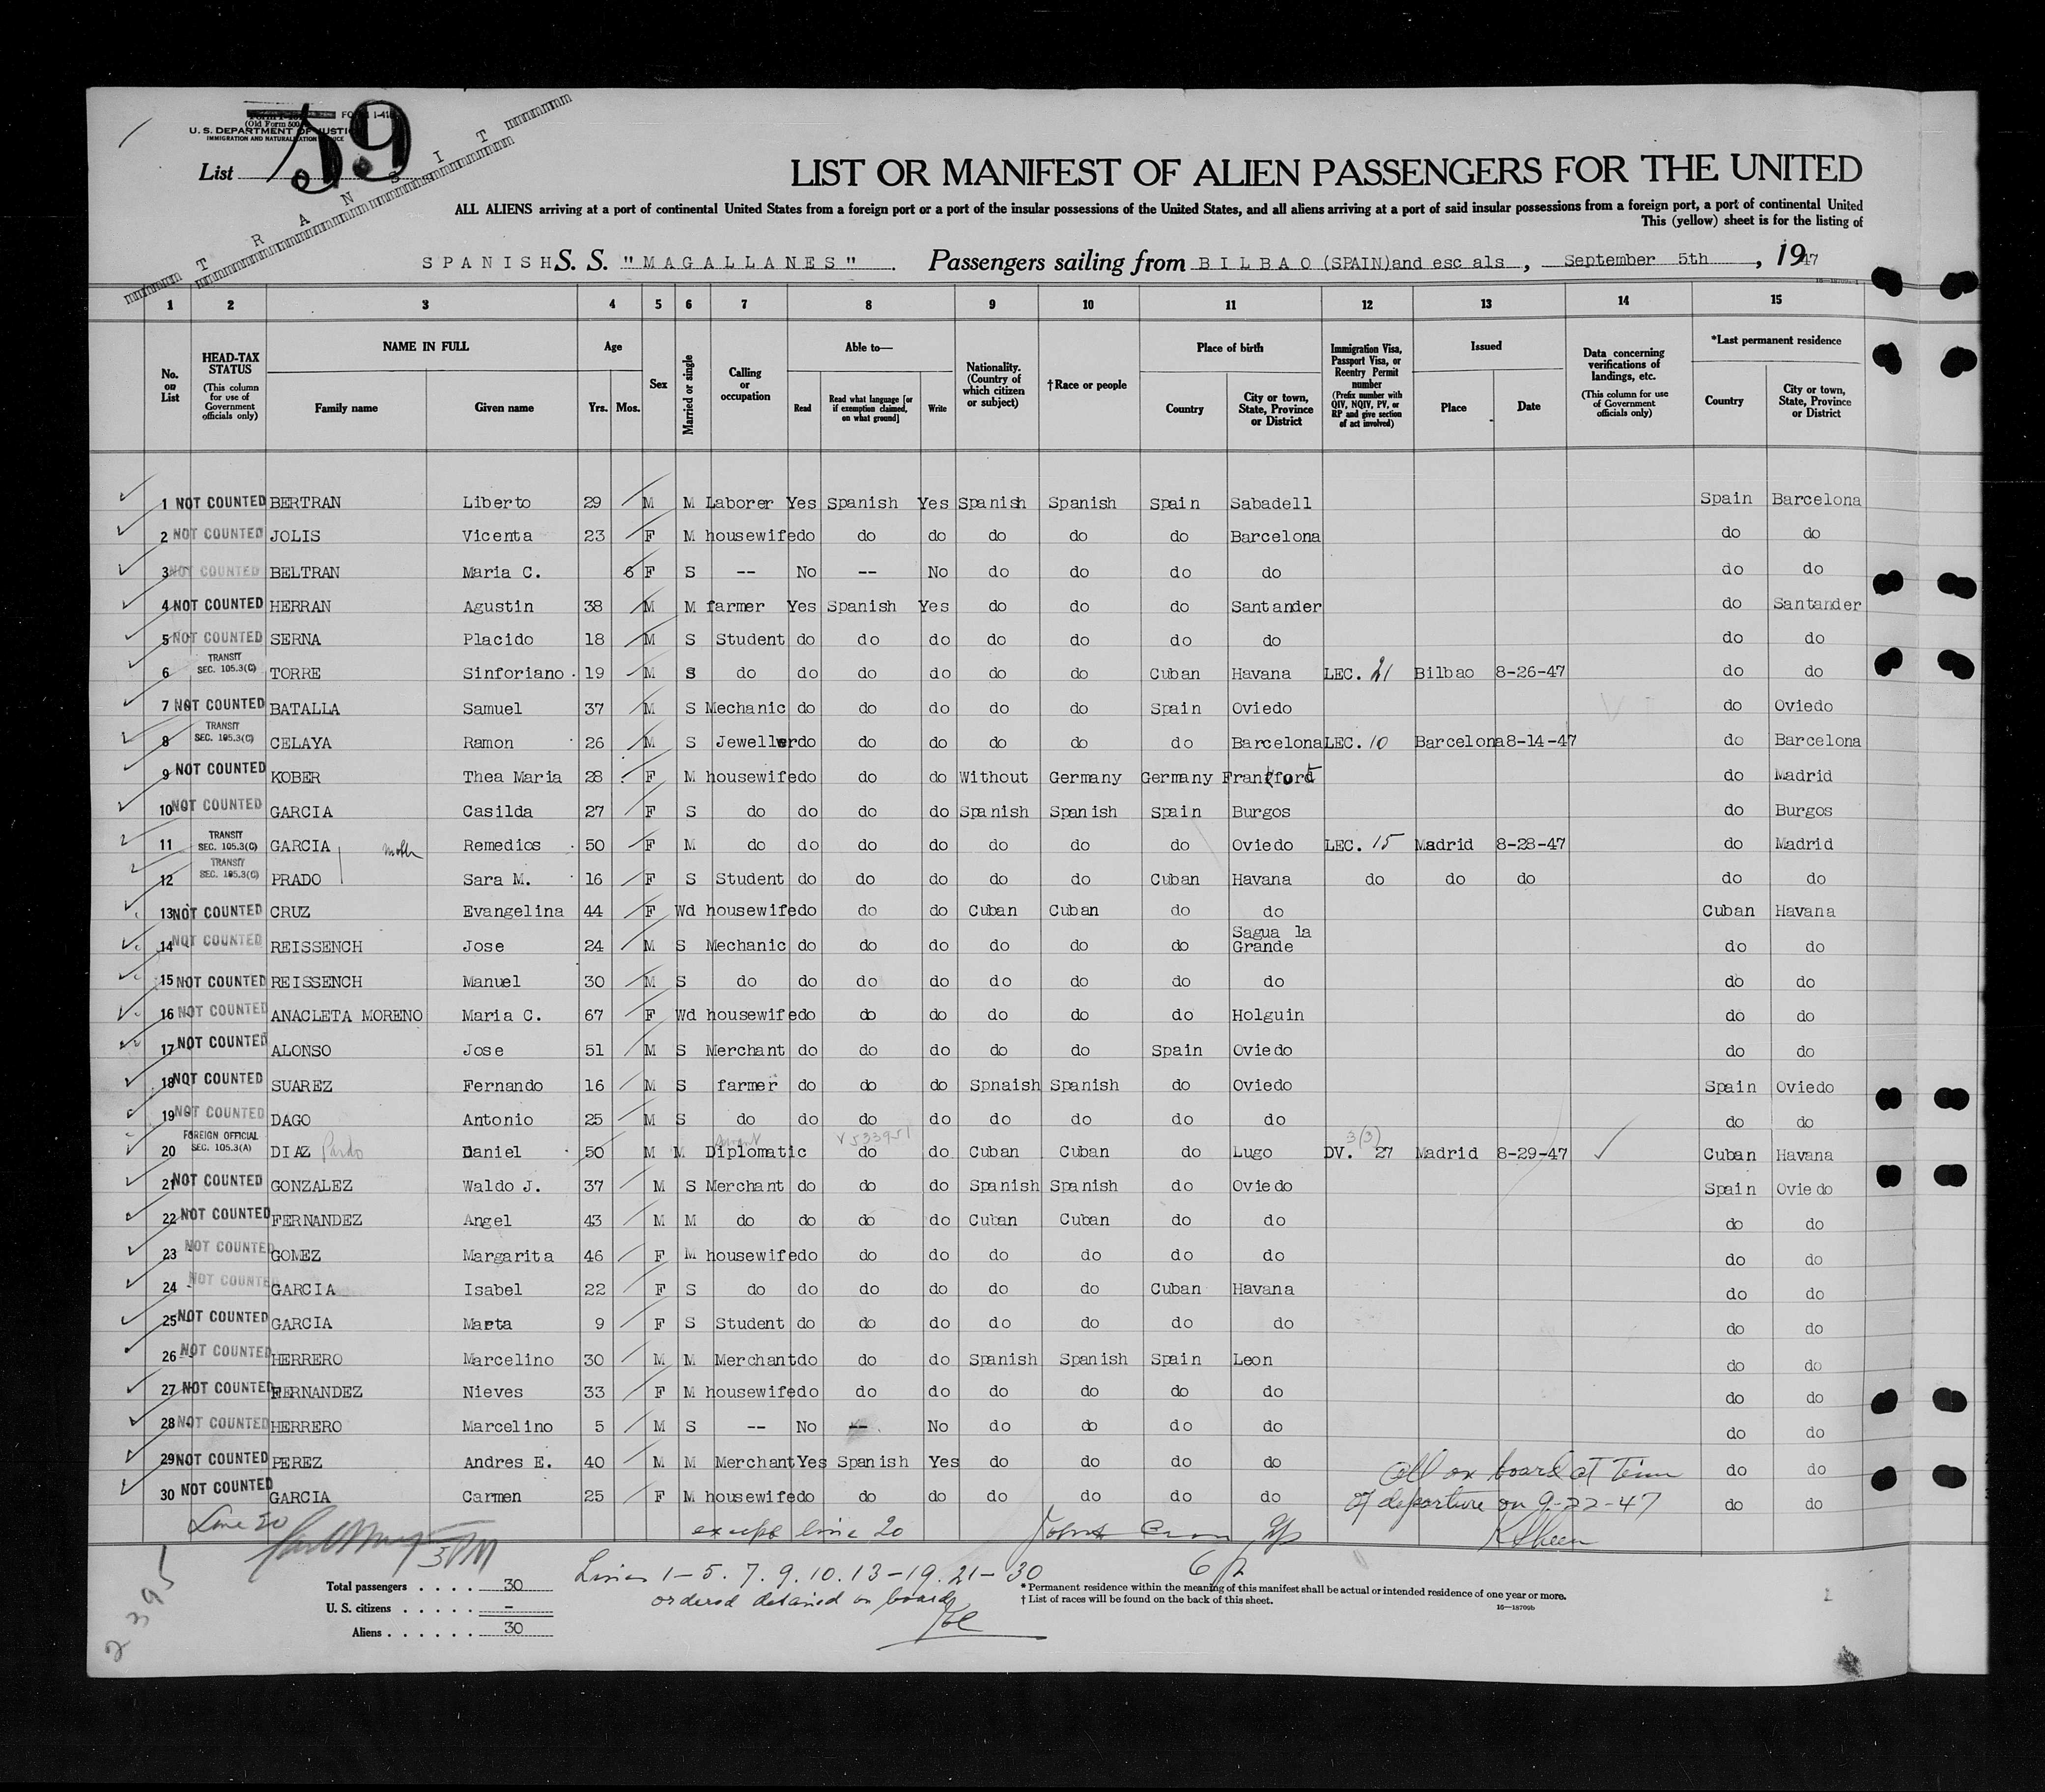 FORM I-418
(Old Form 500)
U. S. DEPARTMENT OF JUSTICE
IMMIGRATION AND NATURALIZATION SERVICE
List 59
T R A N S I T
LIST OR MANIFEST OF ALIEN PASSENGERS FOR THE UNITED
ALL ALIENS arriving at a port of continental United States from a foreign port or a port of the insular possessions of the United States, and all aliens arriving at a port of said insular possessions from a foreign port, a port of continental United
This (yellow) sheet is for the listing of
SPANISH S. S. "MAGALLANES". Passengers sailing from BILBAO (SPAIN)and esc als, September 5th, 1947
1 2 3 4 5 6 7 8 9 10 11 12 13 14 15
No. on List
HEAD-TAX STATUS (This column for use of Government officials only)
NAME IN FULL
Family name Given name
Age
Yrs. Mos.
Sex
Married or single
Calling or occupation
Able to—
Read
Read what language [or if exemption claimed, on what ground]
Write
Nationality. (Country of which citizen or subject)
†Race or people
Place of birth
Country
City or town, State, Province or District
Immigration Visa, Passport Visa, or Reentry Permit number (Prefix number with QIV, NQIV, PV, or RP and give section of act involved)
Issued
Place Date
Data concerning verifications of landings, etc. (This column for use of Government officials only)
*Last permanent residence
Country
City or town, State, Province or District
1 NOT COUNTED BERTRAN Liberto 29 M M Laborer Yes Spanish Yes Spanish Spanish Spain Sabadell Spain Barcelona
2 NOT COUNTED JOLIS Vicenta 23 F M housewife do do do do do do Barcelona do do
3 NOT COUNTED BELTRAN Maria C. 6 F S -- No -- No do do do do do do
4 NOT COUNTED HERRAN Agustin 38 M M farmer Yes Spanish Yes do do do Santander do Santander
5 NOT COUNTED SERNA Placido 18 M S Student do do do do do do do do do
6 TRANSIT SEC. 105.3(C) TORRE Sinforiano 19 M S do do do do do do Cuban Havana LEC. 21 Bilbao 8-26-47 do do
7 NOT COUNTED BATALLA Samuel 37 M S Mechanic do do do do do Spain Oviedo do Oviedo
8 TRANSIT SEC. 105.3(C) CELAYA Ramon 26 M S Jeweller do do do do do do Barcelona LEC. 10 Barcelona 8-14-47 do Barcelona
9 NOT COUNTED KOBER Thea Maria 28 F M housewife do do do Without Germany Germany Frankfort do Madrid
10 NOT COUNTED GARCIA Casilda 27 F S do do do do Spanish Spanish Spain Burgos do Burgos
11 TRANSIT SEC. 105.3(C) GARCIA Remedios 50 F M do do do do do do do Oviedo LEC. 15 Madrid 8-28-47 do Madrid
12 TRANSIT SEC. 105.3(C) PRADO Sara M. 16 F S Student do do do do do Cuban Havana do do do do do
13 NOT COUNTED CRUZ Evangelina 44 F Wd housewife do do do Cuban Cuban do do Cuban Havana
14 NOT COUNTED REISSENCH Jose 24 M S Mechanic do do do do do do Sagua la Grande do do
15 NOT COUNTED REISSENCH Manuel 30 M S do do do do do do do do do do
16 NOT COUNTED ANACLETA MORENO Maria C. 67 F Wd housewife do do do do do do Holguin do do
17 NOT COUNTED ALONSO Jose 51 M S Merchant do do do do do Spain Oviedo do do
18 NOT COUNTED SUAREZ Fernando 16 M S farmer do do do Spnaish Spanish do Oviedo Spain Oviedo
19 NOT COUNTED DAGO Antonio 25 M S do do do do do do do do do do
V533951 3(3)
20 FOREIGN OFFICIAL SEC. 105.3(A) DIAZ Pardo Daniel 50 M M Diplomatic do do Cuban Cuban do Lugo DV. 27 Madrid 8-29-47 Cuban Havana
21 NOT COUNTED GONZALEZ Waldo J. 37 M S Merchant do do do Spanish Spanish do Oviedo Spain Oviedo
22 NOT COUNTED FERNANDEZ Angel 43 M M do do do do Cuban Cuban do do do do
23 NOT COUNTED GOMEZ Margarita 46 F M housewife do do do do do do do do do
24 NOT COUNTED GARCIA Isabel 22 F S do do do do do do Cuban Havana do do
25 NOT COUNTED GARCIA Marta 9 F S Student do do do do do do do do do
26 NOT COUNTED HERRERO Marcelino 30 M M Merchant do do do Spanish Spanish Spain Leon do do
27 NOT COUNTED FERNANDEZ Nieves 33 F M housewife do do do do do do do do do
28 NOT COUNTED HERRERO Marcelino 5 M S -- No -- No do do do do do do
29 NOT COUNTED PEREZ Andres E. 40 M M Merchant Yes Spanish Yes do do do do do do
30 NOT COUNTED GARCIA Carmen 25 F M housewife do do do do do do do do do
All on board at time
of departure on 9-22-47
Line 20 3 PM except line 20
Lines 1-5. 7. 9. 10. 13-19. 21-30
ordered detained on board
Total passengers . . . . 30
U. S. citizens . . . . . -
Aliens . . . . . . 30
* Permanent residence within the meaning of this manifest shall be actual or intended residence of one year or more.
† List of races will be found on the back of this sheet.
16—18709b
2395